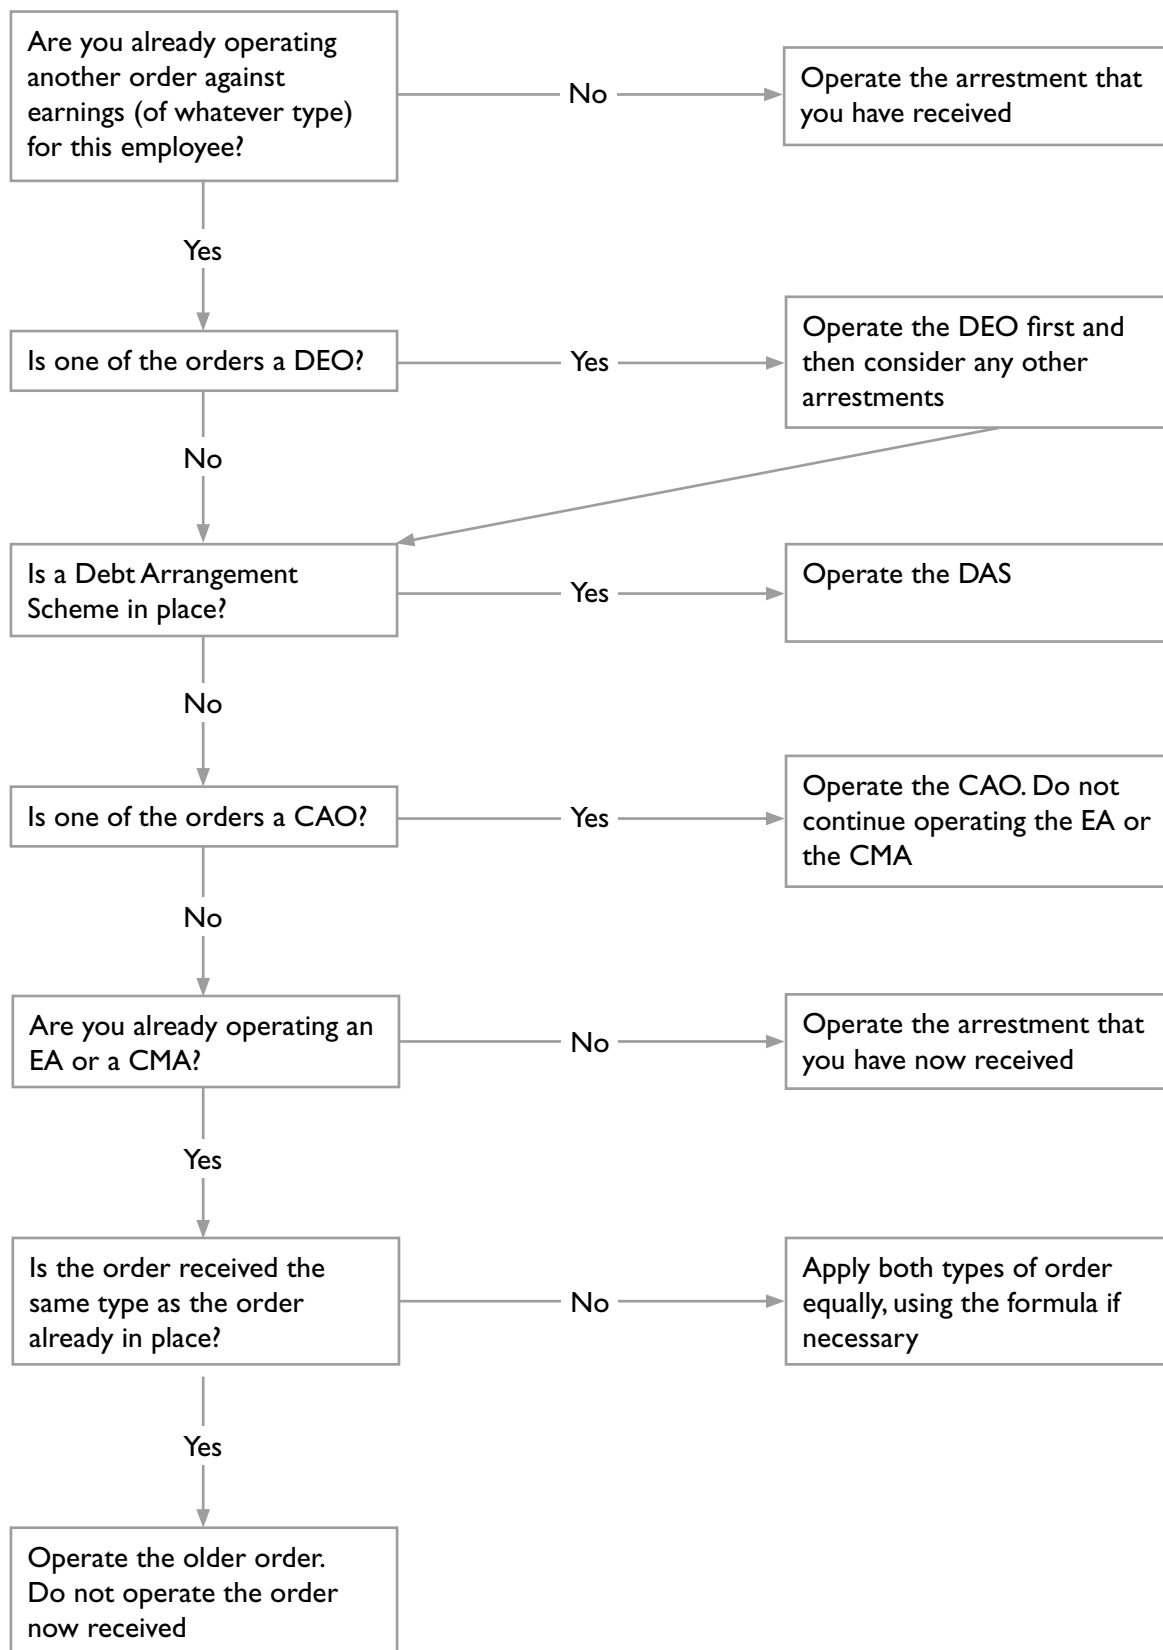 Are you already operating
another order against
earnings (of whatever type)
for this employee?
No
Operate the arrestment that
you have received
Yes
Is one of the orders a DEO?
Yes
Operate the DEO first and
then consider any other
arrestments
No
Is a Debt Arrangement
Scheme in place?
Yes
Operate the DAS
No
Is one of the orders a CAO?
Yes
Operate the CAO. Do not
continue operating the EA or
the CMA
No
Are you already operating an
EA or a CMA?
No
Operate the arrestment that
you have now received
Yes
Is the order received the
same type as the order
already in place?
No
Apply both types of order
equally, using the formula if
necessary
Yes
Operate the older order.
Do not operate the order
now received